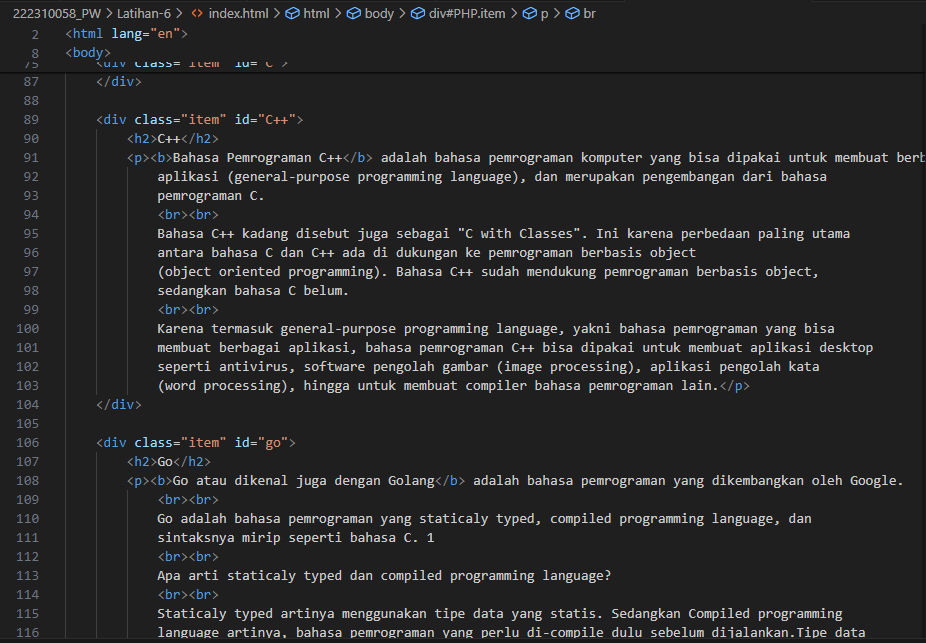 222310058_PW > Latihan-6 > <> index.html > html > body > div#PHP.item > p > br
2 <html lang="en">
8 <body>
75 <div class="item" id="C">
87 </div>
88
89 <div class="item" id="C++">
90 <h2>C++</h2>
91 <p><b>Bahasa Pemrograman C++</b> adalah bahasa pemrograman komputer yang bisa dipakai untuk membuat berb
92 aplikasi (general-purpose programming language), dan merupakan pengembangan dari bahasa
93 pemrograman C.
94 <br><br>
95 Bahasa C++ kadang disebut juga sebagai "C with Classes". Ini karena perbedaan paling utama
96 antara bahasa C dan C++ ada di dukungan ke pemrograman berbasis object
97 (object oriented programming). Bahasa C++ sudah mendukung pemrograman berbasis object,
98 sedangkan bahasa C belum.
99 <br><br>
100 Karena termasuk general-purpose programming language, yakni bahasa pemrograman yang bisa
101 membuat berbagai aplikasi, bahasa pemrograman C++ bisa dipakai untuk membuat aplikasi desktop
102 seperti antivirus, software pengolah gambar (image processing), aplikasi pengolah kata
103 (word processing), hingga untuk membuat compiler bahasa pemrograman lain.</p>
104 </div>
105
106 <div class="item" id="go">
107 <h2>Go</h2>
108 <p><b>Go atau dikenal juga dengan Golang</b> adalah bahasa pemrograman yang dikembangkan oleh Google.
109 <br><br>
110 Go adalah bahasa pemrograman yang staticaly typed, compiled programming language, dan
111 sintaksnya mirip seperti bahasa C. 1
112 <br><br>
113 Apa arti staticaly typed dan compiled programming language?
114 <br><br>
115 Staticaly typed artinya menggunakan tipe data yang statis. Sedangkan Compiled programming
116 language artinya, bahasa pemrograman yang perlu di-compile dulu sebelum dijalankan.Tipe data